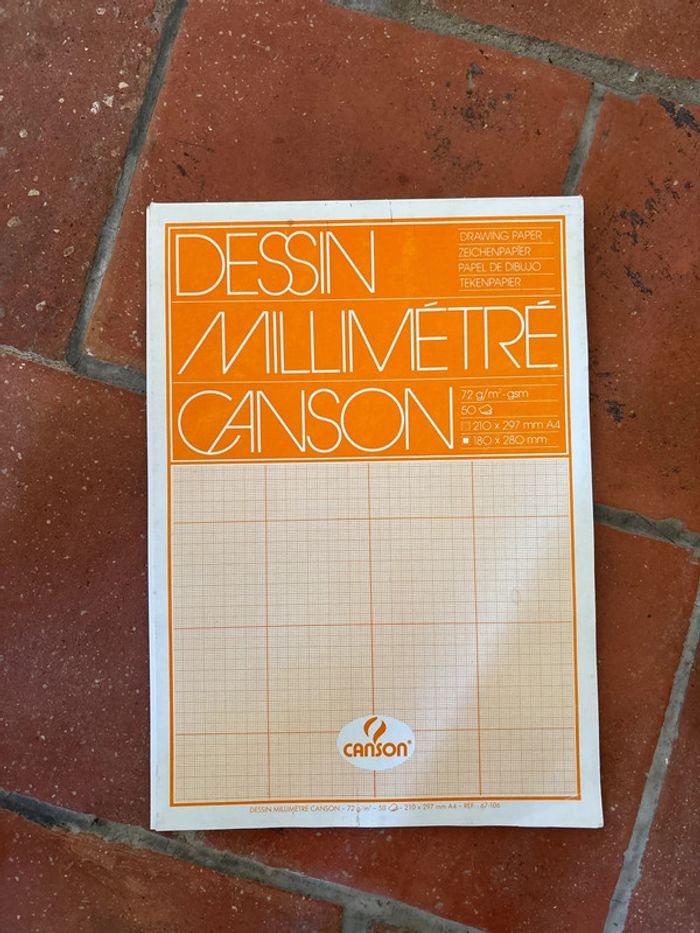 DESSIN
MILLIMÉTRÉ
CANSON
DRAWING PAPER
ZEICHENPAPIER
PAPEL DE DIBUJO
TEKENPAPIER
72 g/m² - gsm
50
210 x 297 mm A4
180 x 280 mm
CANSON®
DESSIN MILLIMÉTRE CANSON – 72 g/m² – 50 – 210 x 297 mm A4 – REF. : 67-106